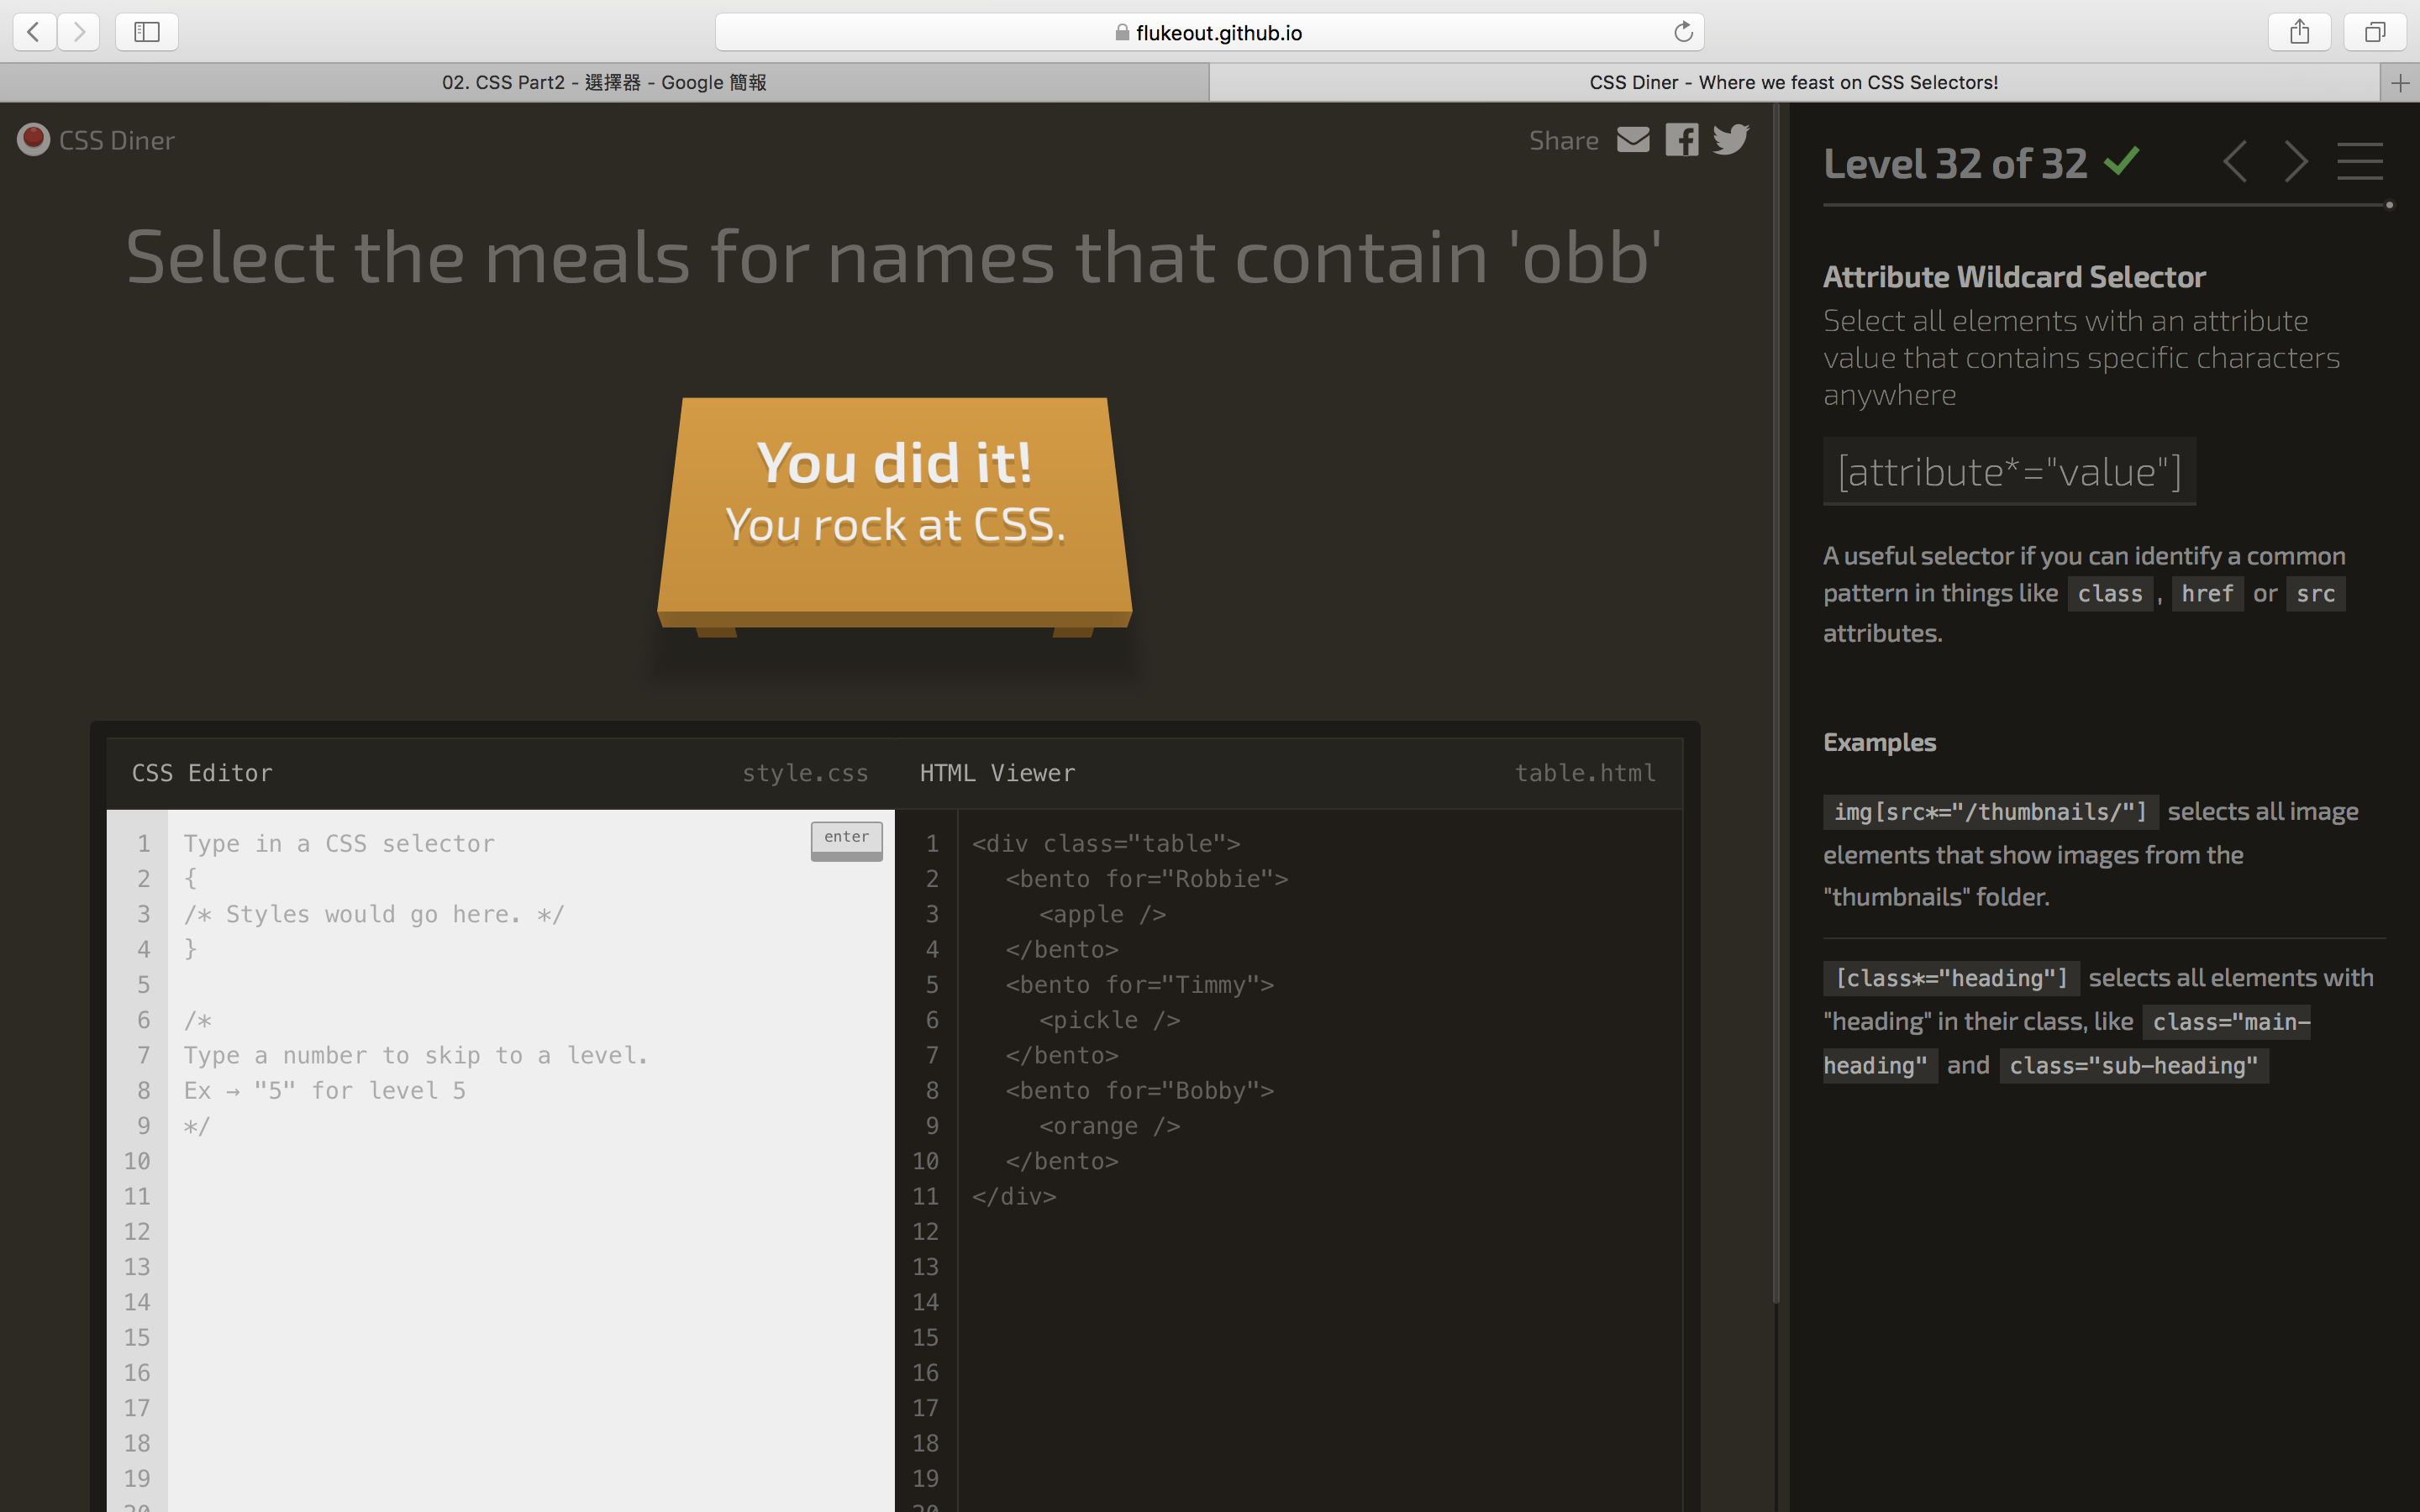 flukeout.github.io
02. CSS Part2 - 選擇器 - Google 簡報
CSS Diner - Where we feast on CSS Selectors!
CSS Diner
Share
Select the meals for names that contain 'obb'
You did it!
You rock at CSS.
CSS Editor style.css
1 Type in a CSS selector
2 {
3 /* Styles would go here. */
4 }
5
6 /*
7 Type a number to skip to a level.
8 Ex → "5" for level 5
9 */
10
11
12
13
14
15
16
17
18
19
20
enter
HTML Viewer table.html
1 <div class="table">
2 <bento for="Robbie">
3 <apple />
4 </bento>
5 <bento for="Timmy">
6 <pickle />
7 </bento>
8 <bento for="Bobby">
9 <orange />
10 </bento>
11 </div>
12
13
14
15
16
17
18
19
20
Level 32 of 32
Attribute Wildcard Selector
Select all elements with an attribute
value that contains specific characters
anywhere
[attribute*="value"]
A useful selector if you can identify a common
pattern in things like class , href or src
attributes.
Examples
img[src*="/thumbnails/"] selects all image
elements that show images from the
"thumbnails" folder.
[class*="heading"] selects all elements with
"heading" in their class, like class="main-
heading" and class="sub-heading"